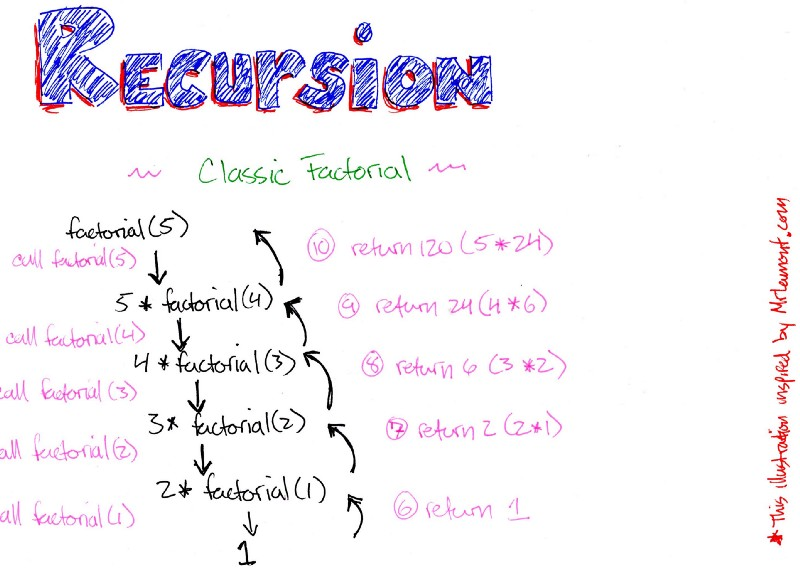 RECURSION
~ Classic Factorial ~
factorial(5)
call factorial(5)
⑩ return 120 (5*24)
5 * factorial(4)
call factorial(4)
⑨ return 24 (4*6)
4 * factorial(3)
call factorial(3)
⑧ return 6 (3 *2)
3* factorial(2)
all factorial(2)
⑦ return 2 (2*1)
2* factorial(1)
all factorial(1)
⑥ return 1
1
* This illustration inspired by MrLamont.com